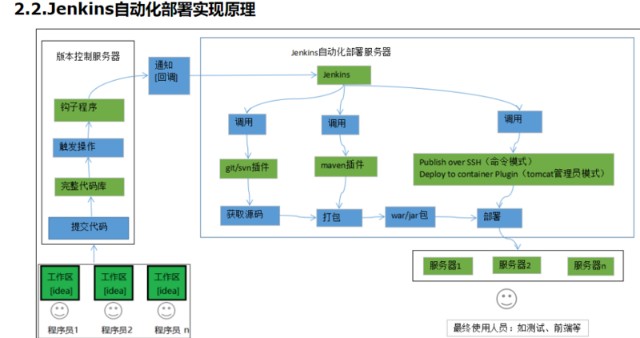 2.2.Jenkins自动化部署实现原理
版本控制服务器
钩子程序
触发操作
完整代码库
提交代码
通知
[回调]
Jenkins自动化部署服务器
Jenkins
调用
调用
调用
git/svn插件
maven插件
Publish over SSH（命令模式）
Deploy to container Plugin（tomcat管理员模式）
获取源码
打包
war/jar包
部署
工作区
[idea]
工作区
[idea]
工作区
[idea]
程序员1
程序员2
程序员 n
服务器1
服务器2
服务器n
最终使用人员：如测试、前端等